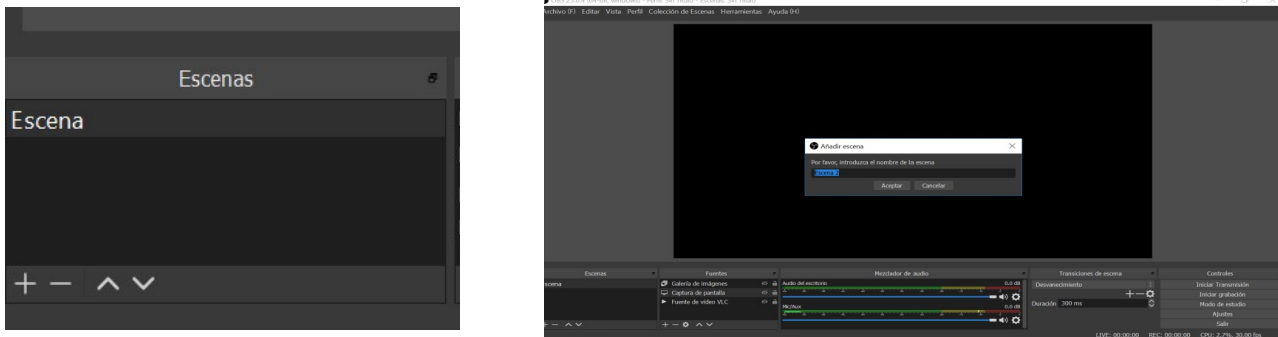 Escenas
Escena
Archivo (F) Editar Vista Perfil Colección de Escenas Herramientas Ayuda (H)
Añadir escena
Por favor, introduzca el nombre de la escena
Escena 2
Aceptar Cancelar
Escenas Fuentes Mezclador de audio Transiciones de escena Controles
Galería de imágenes Audio del escritorio 0.0 dB Desvanecimiento Iniciar Transmisión
Captura de pantalla Iniciar grabación
Fuente de vídeo VLC Mic/Aux 0.0 dB Duración 300 ms Modo de estudio
Ajustes
Salir
LIVE: 00:00:00 REC: 00:00:00 CPU: 2.7%, 30.00 fps